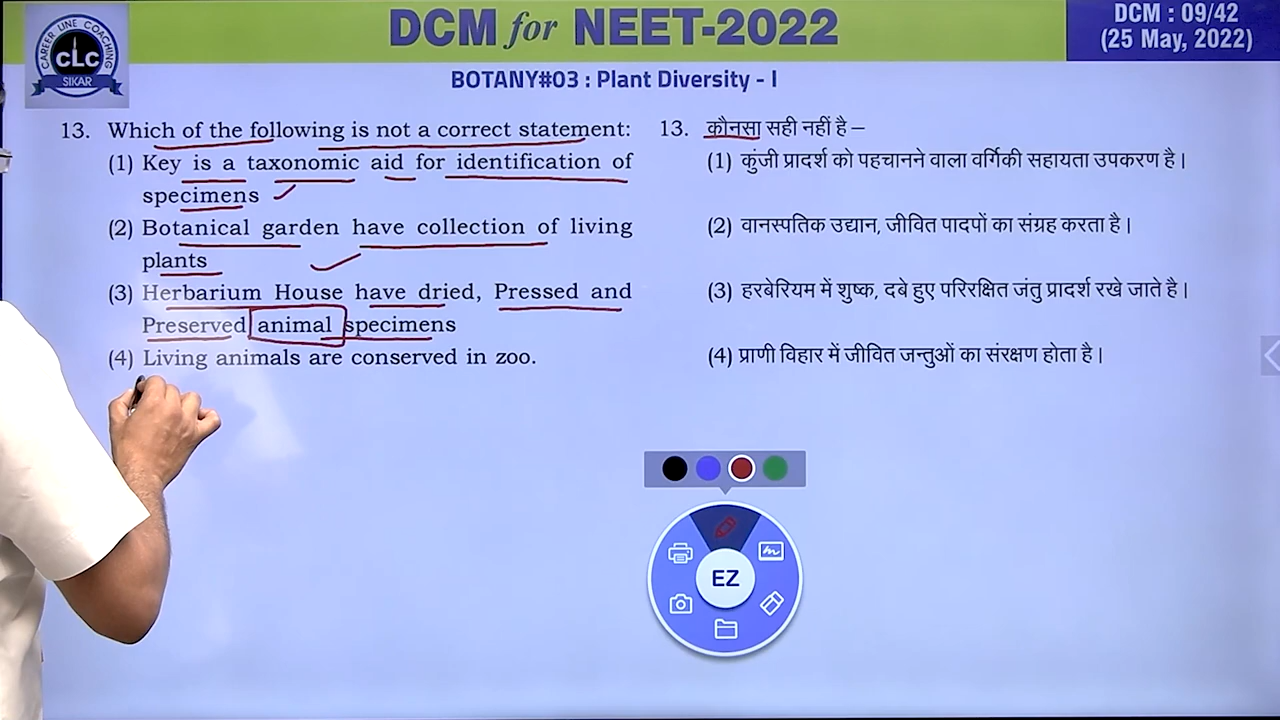 CAREER LINE COACHING
CLC
SIKAR
DCM for NEET-2022
DCM : 09/42
(25 May, 2022)
BOTANY#03 : Plant Diversity - I
13. Which of the following is not a correct statement:
(1) Key is a taxonomic aid for identification of
specimens
(2) Botanical garden have collection of living
plants
(3) Herbarium House have dried, Pressed and
Preserved animal specimens
(4) Living animals are conserved in zoo.
13. कौनसा सही नहीं है –
(1) कुंजी प्रादर्श को पहचानने वाला वर्गिकी सहायता उपकरण है।
(2) वानस्पतिक उद्यान, जीवित पादपों का संग्रह करता है।
(3) हरबेरियम में शुष्क, दबे हुए परिरक्षित जंतु प्रादर्श रखे जाते है।
(4) प्राणी विहार में जीवित जन्तुओं का संरक्षण होता है।
EZ